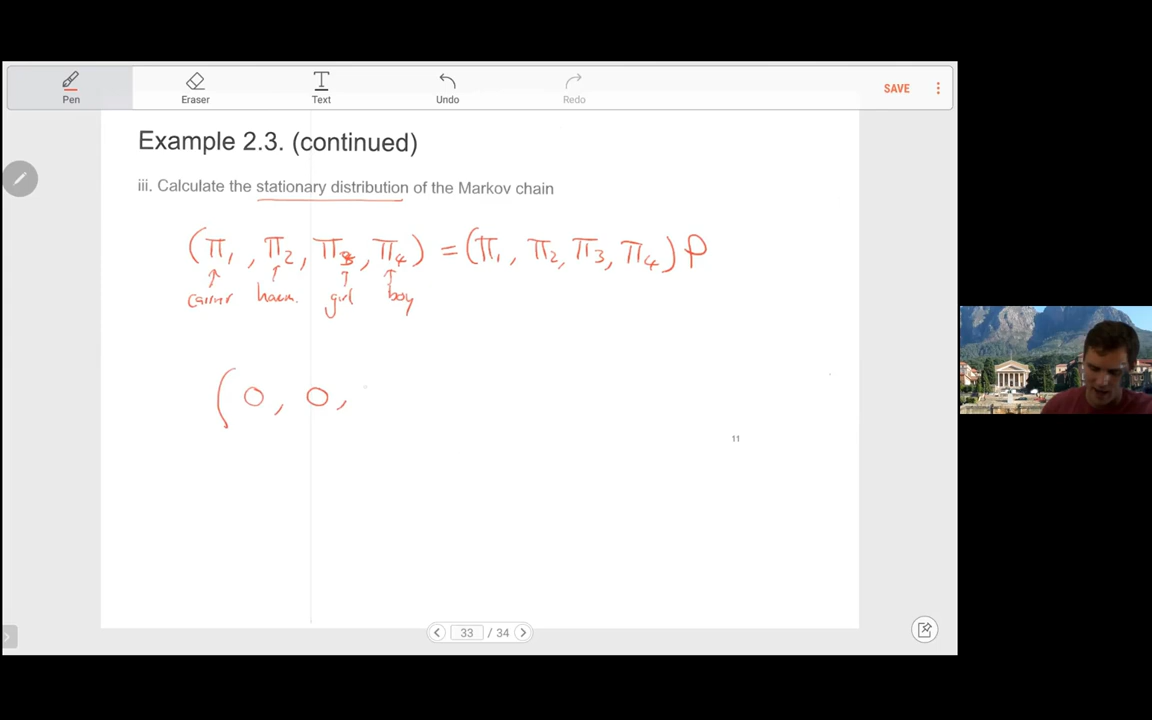 Pen
Eraser
Text
Undo
Redo
SAVE
Example 2.3. (continued)
iii. Calculate the stationary distribution of the Markov chain
(π₁, π₂, π₃, π₄) = (π₁, π₂, π₃, π₄) P
carrier haem. girl boy
(0, 0,
11
33 / 34